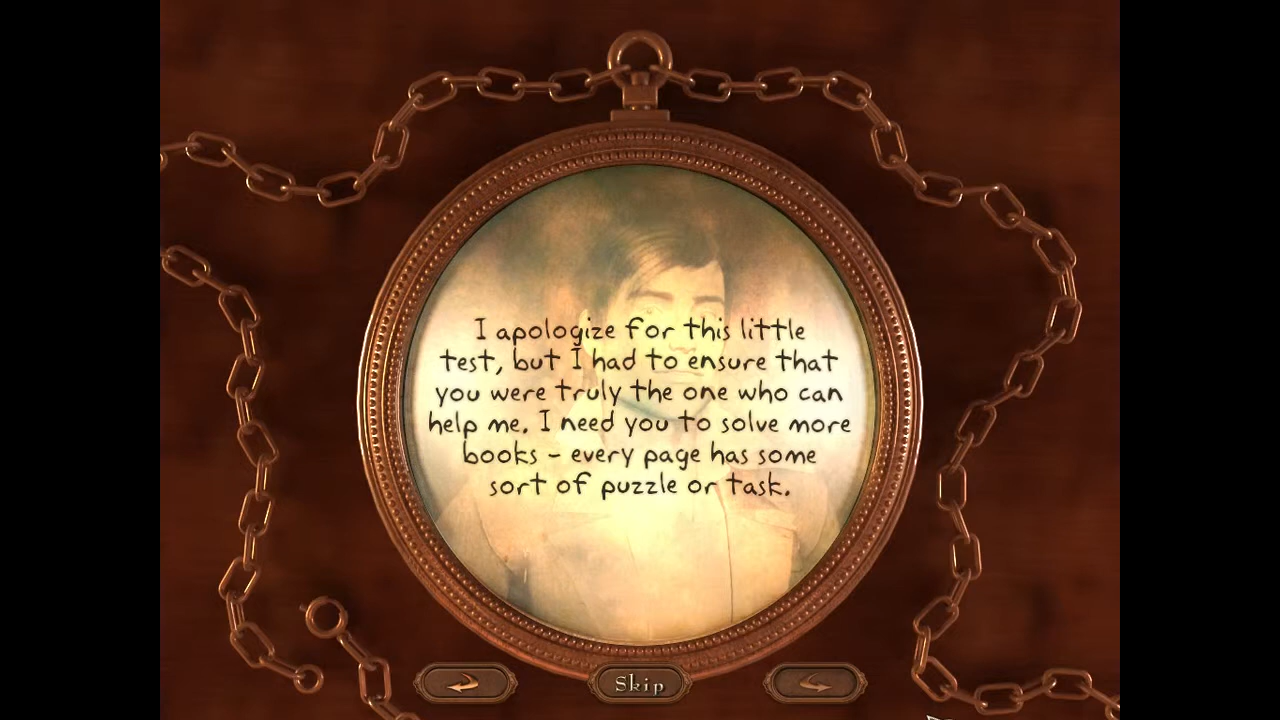 I apologize for this little
test, but I had to ensure that
you were truly the one who can
help me. I need you to solve more
books - every page has some
sort of puzzle or task.
Skip